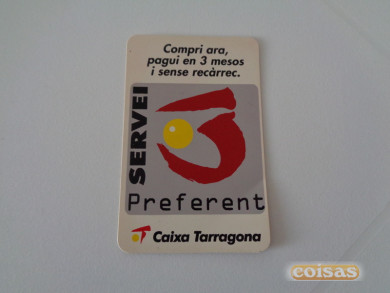 Compri ara,
pagui en 3 mesos
i sense recàrrec.
SERVEI
Preferent
Caixa Tarragona
coisas